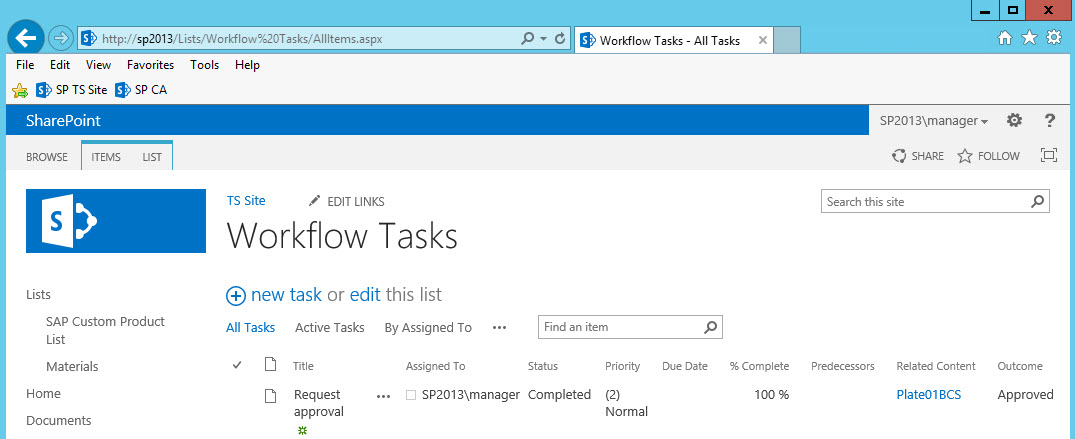 X
http://sp2013/Lists/Workflow%20Tasks/AllItems.aspx
Workflow Tasks - All Tasks
File Edit View Favorites Tools Help
SP TS Site SP CA
SharePoint
SP2013\manager
?
BROWSE ITEMS LIST
SHARE FOLLOW
S
TS Site
EDIT LINKS
Search this site
Workflow Tasks
new task or edit this list
All Tasks Active Tasks By Assigned To ...
Find an item
Lists
SAP Custom Product
List
Materials
Home
Documents
Title Assigned To Status Priority Due Date % Complete Predecessors Related Content Outcome
Request ... SP2013\manager Completed (2) 100 % Plate01BCS Approved
approval Normal